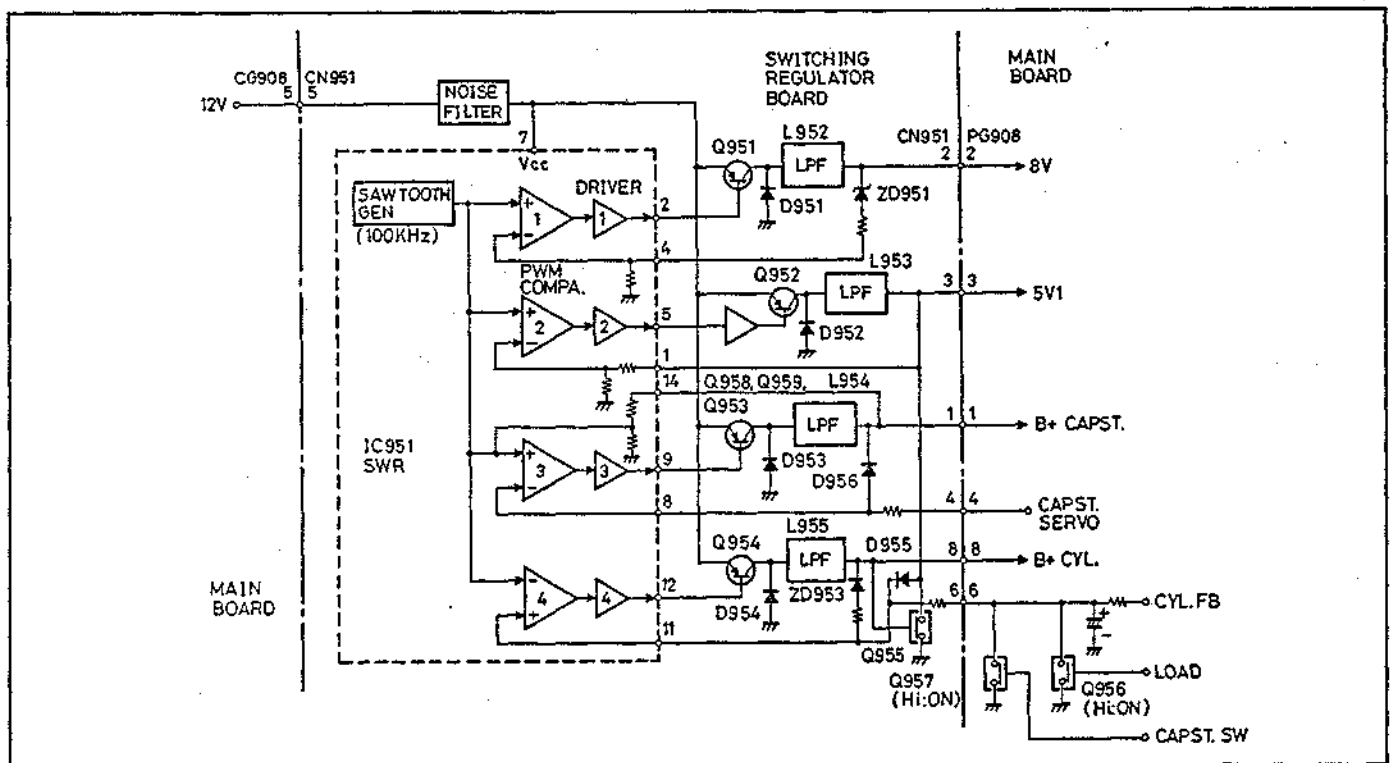 SWITCHING
REGULATOR
BOARD
MAIN
BOARD
CG908 CN951
5 5
12V
NOISE
FILTER
7
Vcc
CN951 PG908
Q951
L952
LPF
2 2
8V
SAWTOOTH
GEN
(100KHz)
DRIVER
+
1
-
1
2
D951
ZD951
4
PWM
COMPA.
Q952
L953
LPF
3 3
5V1
+
2
-
2
5
D952
1
14
Q958, Q959,
L954
Q953
LPF
1 1
B+ CAPST.
IC951
SWR
+
3
-
3
9
D953
D956
8
4 4
CAPST.
SERVO
L955
Q954
LPF
D955
8 8
B+ CYL.
MAIN
BOARD
-
4
+
4
12
D954
ZD953
6 6
CYL.FB
+
-
11
Q955
Q957
(Hi:ON)
Q956
(Hi:ON)
LOAD
CAPST. SW